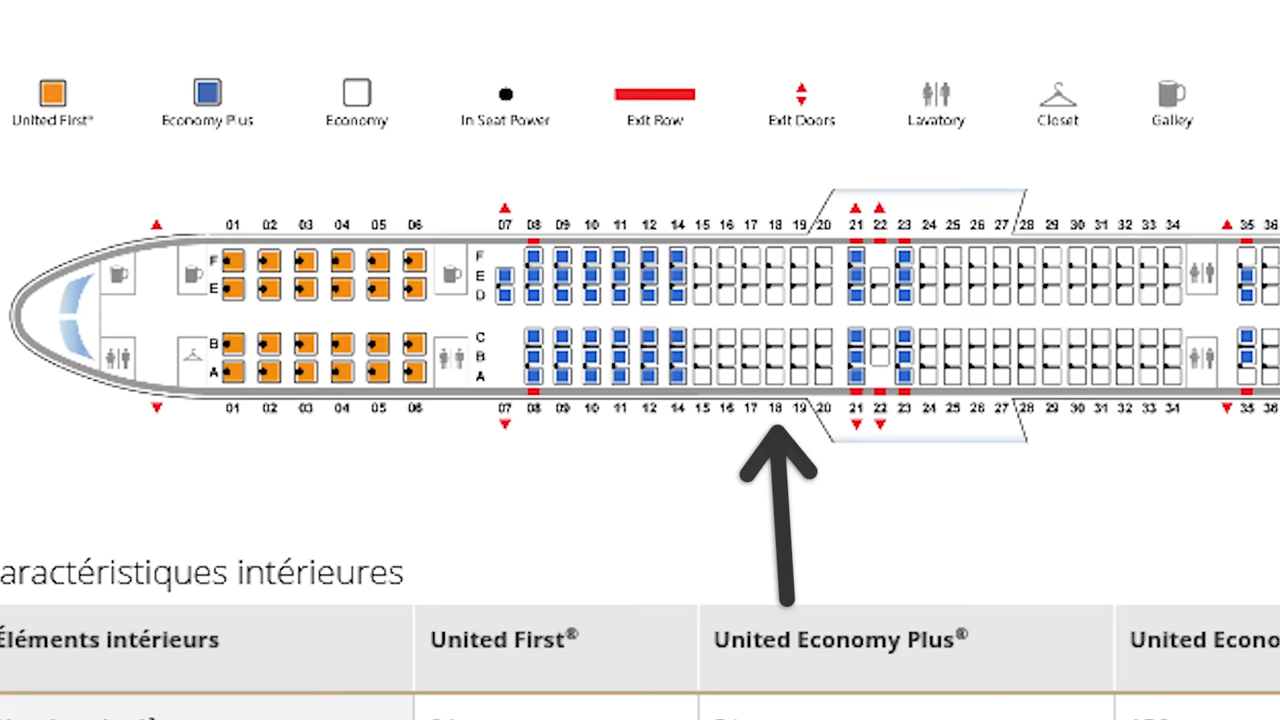 United First® Economy Plus Economy In Seat Power Exit Row Exit Doors Lavatory Closet Galley
01 02 03 04 05 06 07 08 09 10 11 12 14 15 16 17 18 19 20 21 22 23 24 25 26 27 28 29 30 31 32 33 34 35 36
F F
E E
D
C
B B
A A
01 02 03 04 05 06 07 08 09 10 11 12 14 15 16 17 18 19 20 21 22 23 24 25 26 27 28 29 30 31 32 33 34 35 36
aractéristiques intérieures
Éléments intérieurs United First® United Economy Plus® United Econo